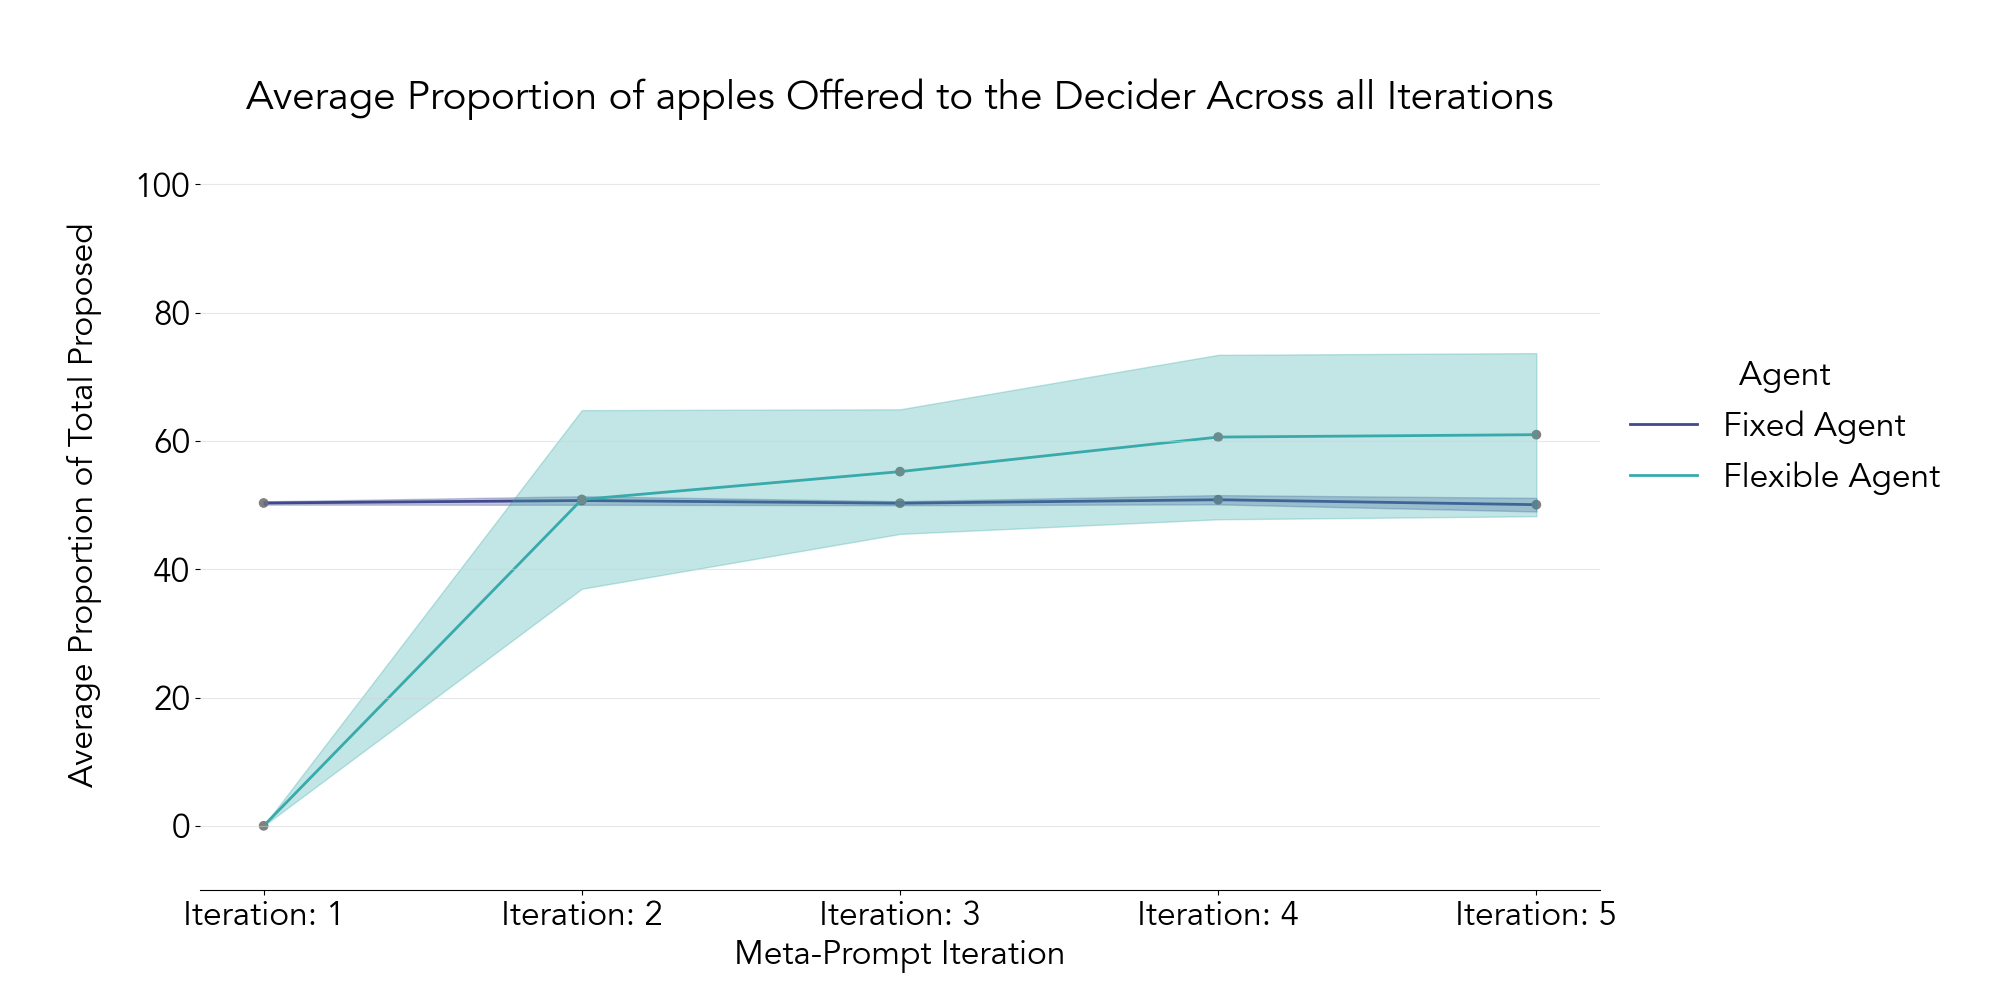 Average Proportion of apples Offered to the Decider Across all Iterations
Average Proportion of Total Proposed
100
80
60
40
20
0
Iteration: 1
Iteration: 2
Iteration: 3
Iteration: 4
Iteration: 5
Meta-Prompt Iteration
Agent
Fixed Agent
Flexible Agent